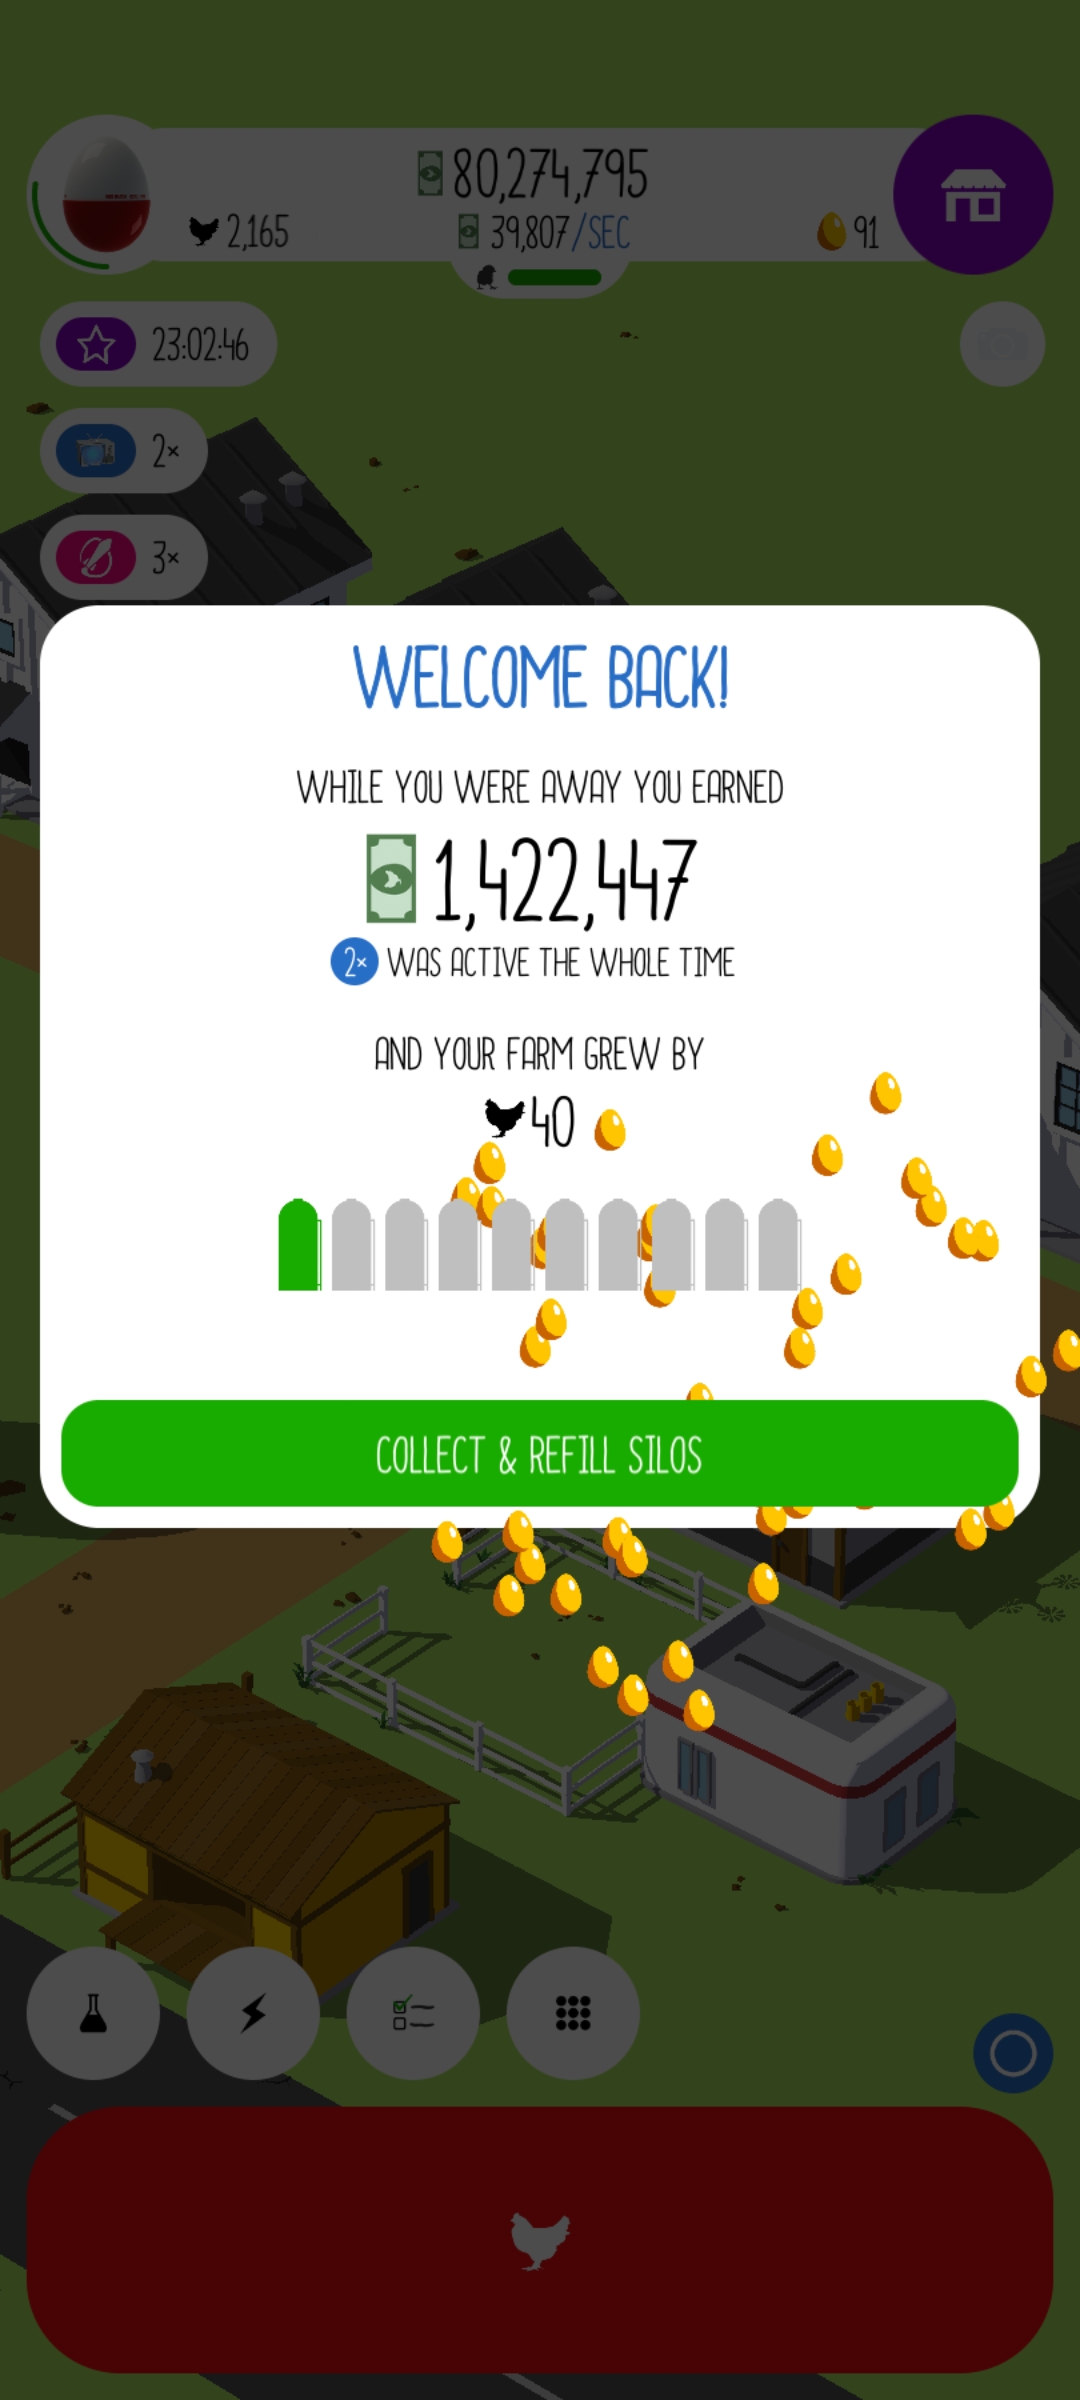 80,274,795
2,165
39,807/SEC
91
23:02:46
2×
3×
WELCOME BACK!
WHILE YOU WERE AWAY YOU EARNED
1,422,447
2× WAS ACTIVE THE WHOLE TIME
AND YOUR FARM GREW BY
40
COLLECT & REFILL SILOS